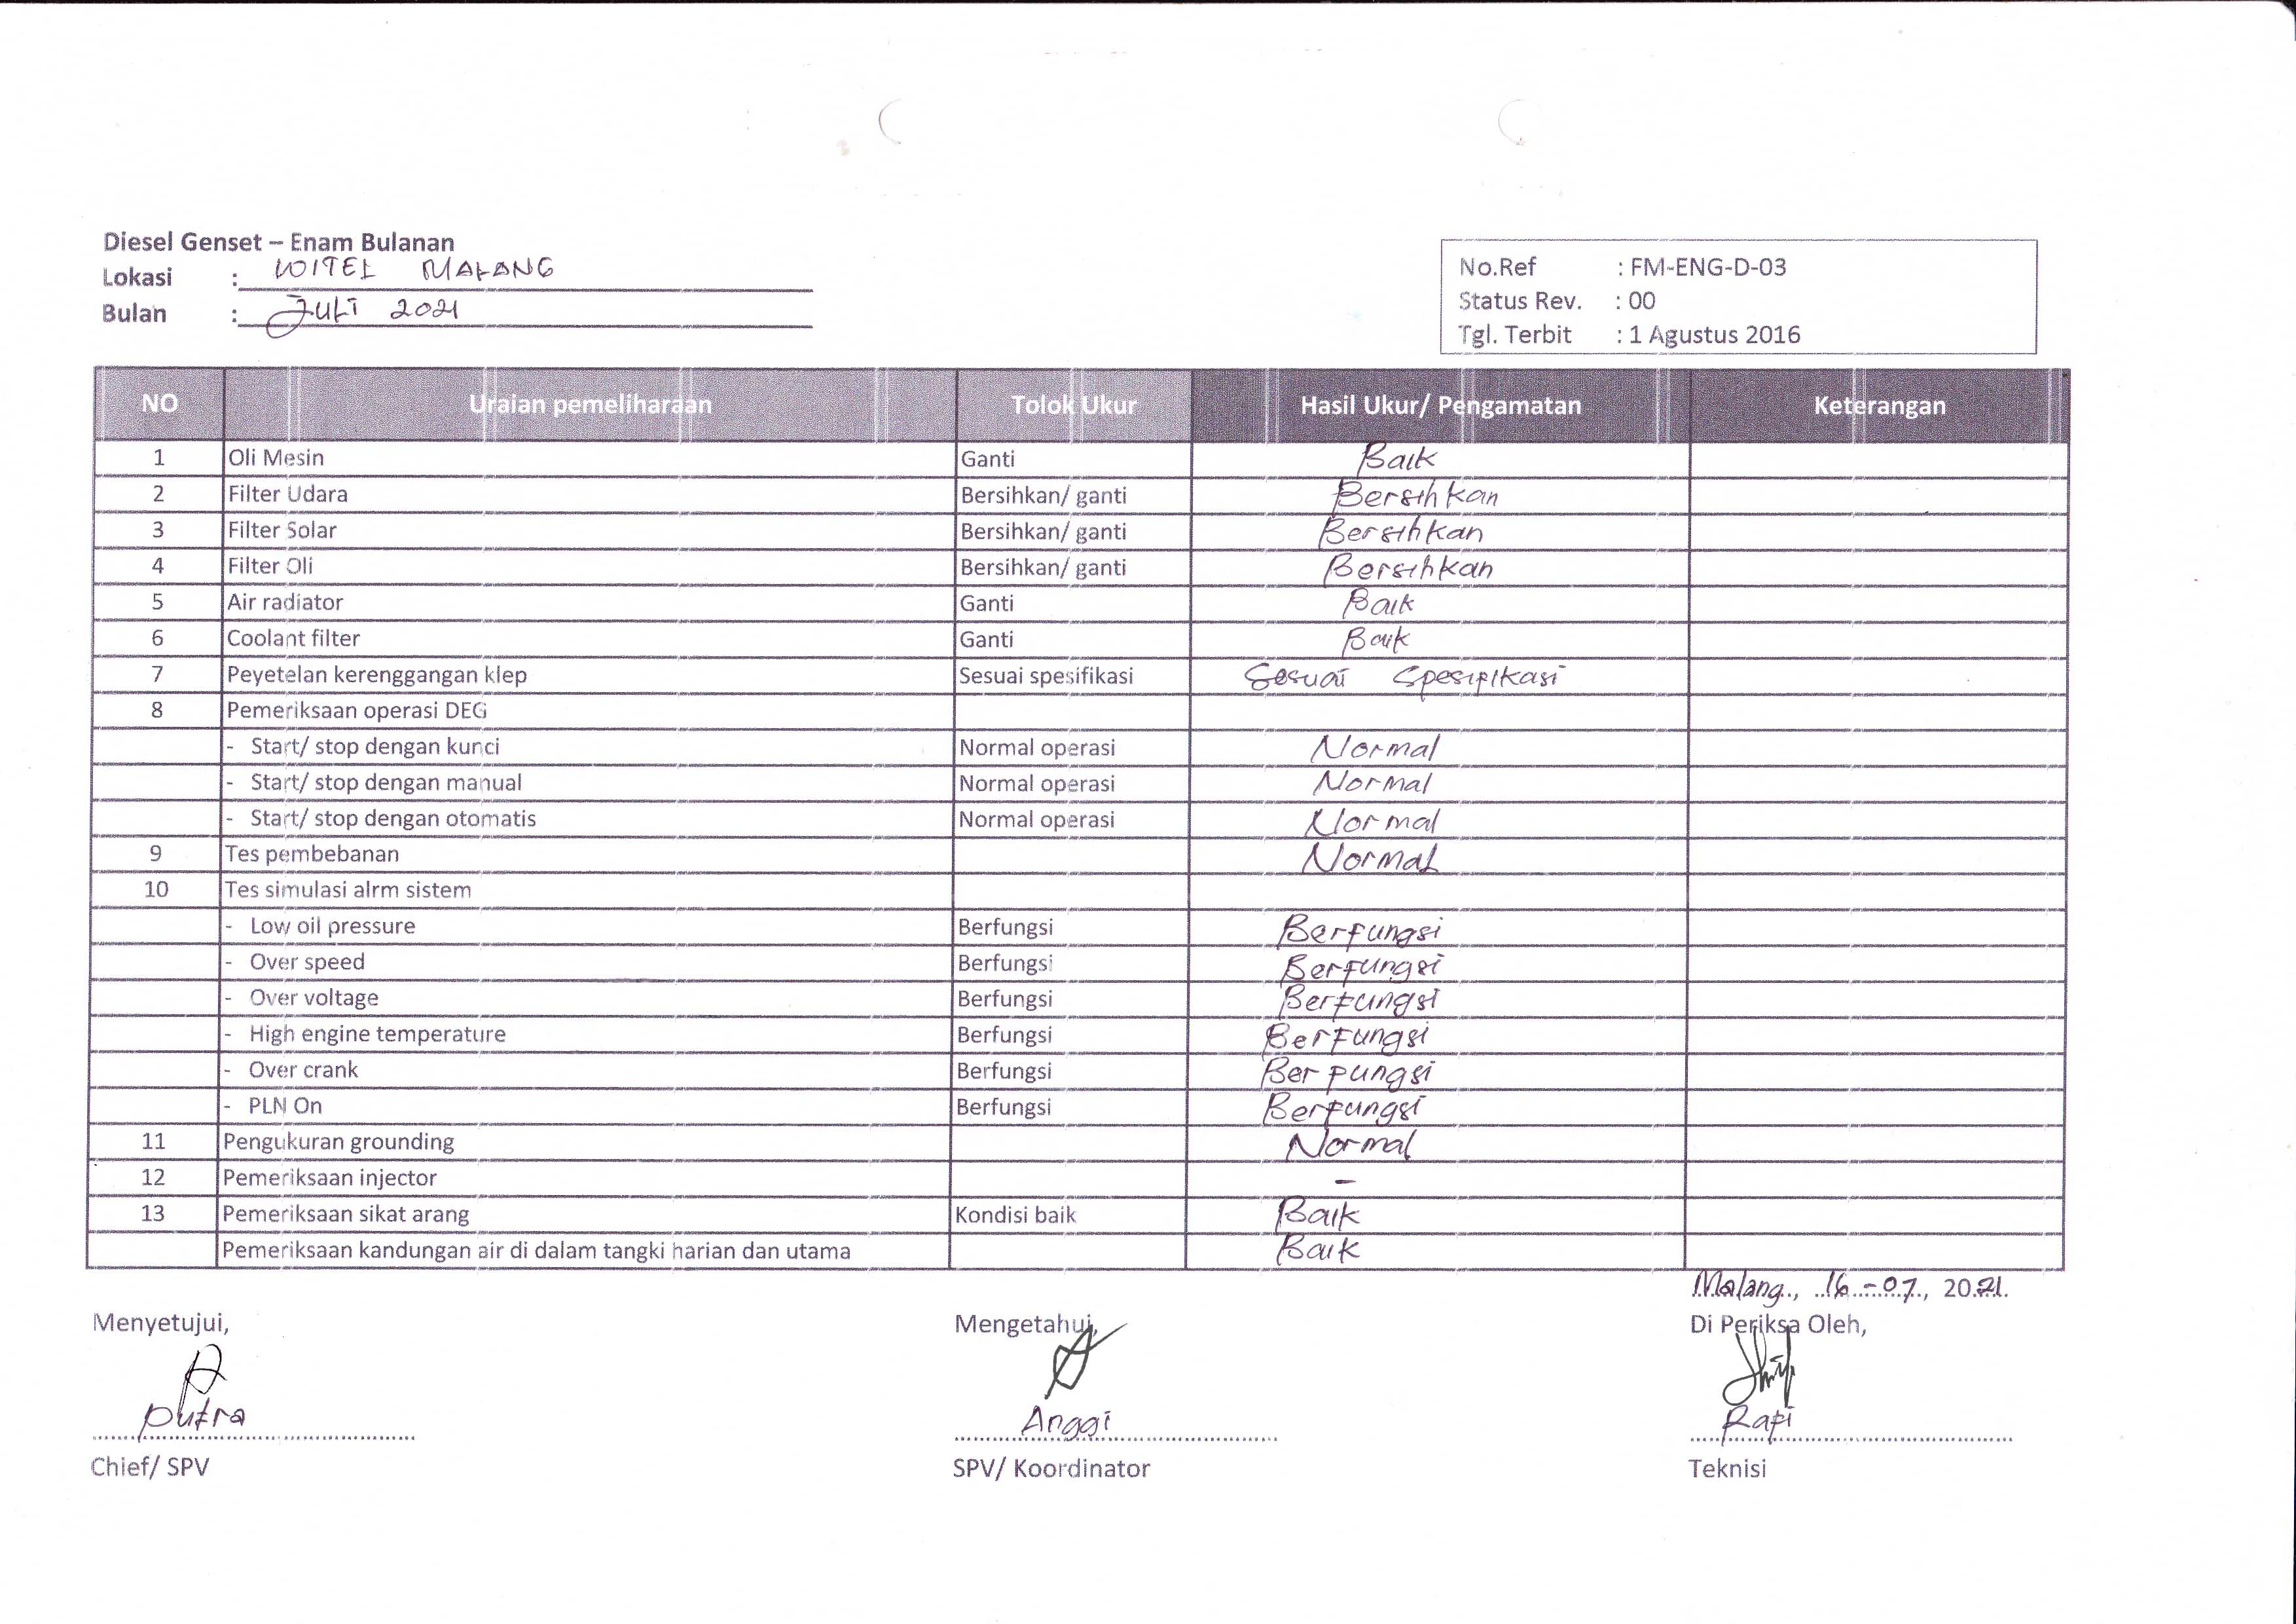 Diesel Genset – Enam Bulanan
Lokasi : WITEL MALANG
Bulan : Juli 2021
No.Ref : FM-ENG-D-03
Status Rev. : 00
Tgl. Terbit : 1 Agustus 2016
NO Uraian pemeliharaan Tolok Ukur Hasil Ukur/ Pengamatan Keterangan
1 Oli Mesin Ganti Baik
2 Filter Udara Bersihkan/ ganti Bersihkan
3 Filter Solar Bersihkan/ ganti Bersihkan
4 Filter Oli Bersihkan/ ganti Bersihkan
5 Air radiator Ganti Baik
6 Coolant filter Ganti Baik
7 Peyetelan kerenggangan klep Sesuai spesifikasi Sesuai Spesifikasi
8 Pemeriksaan operasi DEG
- Start/ stop dengan kunci Normal operasi Normal
- Start/ stop dengan manual Normal operasi Normal
- Start/ stop dengan otomatis Normal operasi Normal
9 Tes pembebanan Normal
10 Tes simulasi alrm sistem
- Low oil pressure Berfungsi Berfungsi
- Over speed Berfungsi Berfungsi
- Over voltage Berfungsi Berfungsi
- High engine temperature Berfungsi Berfungsi
- Over crank Berfungsi Berfungsi
- PLN On Berfungsi Berfungsi
11 Pengukuran grounding Normal
12 Pemeriksaan injector -
13 Pemeriksaan sikat arang Kondisi baik Baik
Pemeriksaan kandungan air di dalam tangki harian dan utama Baik
Malang, 16-07, 2021.
Menyetujui, Mengetahui, Di Periksa Oleh,
Putra Anggi Rafi
Chief/ SPV SPV/ Koordinator Teknisi